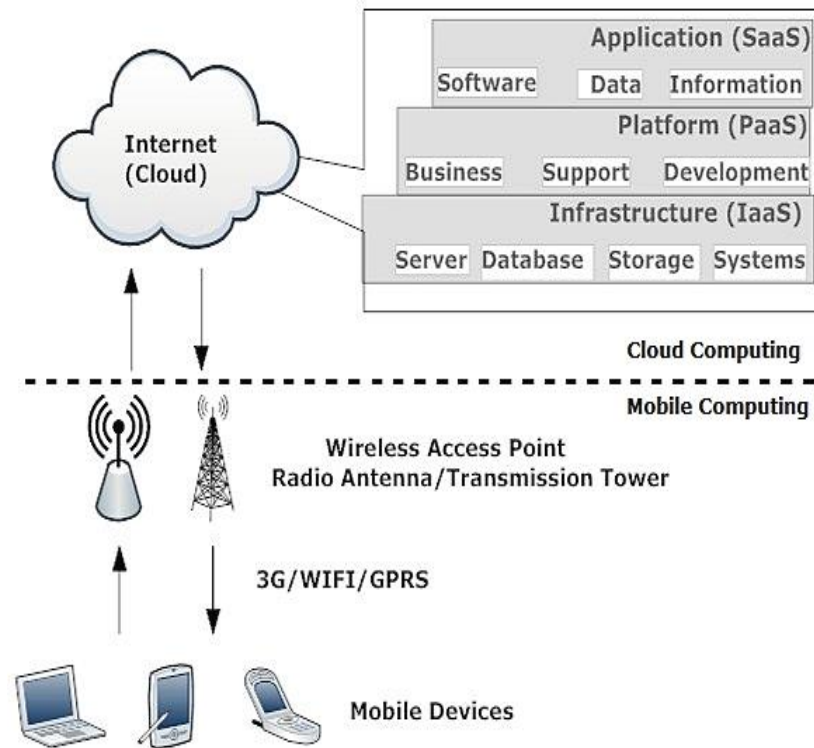 Internet
(Cloud)
Application (SaaS)
Software Data Information
Platform (PaaS)
Business Support Development
Infrastructure (IaaS)
Server Database Storage Systems
Cloud Computing
Mobile Computing
Wireless Access Point
Radio Antenna/Transmission Tower
3G/WIFI/GPRS
Mobile Devices